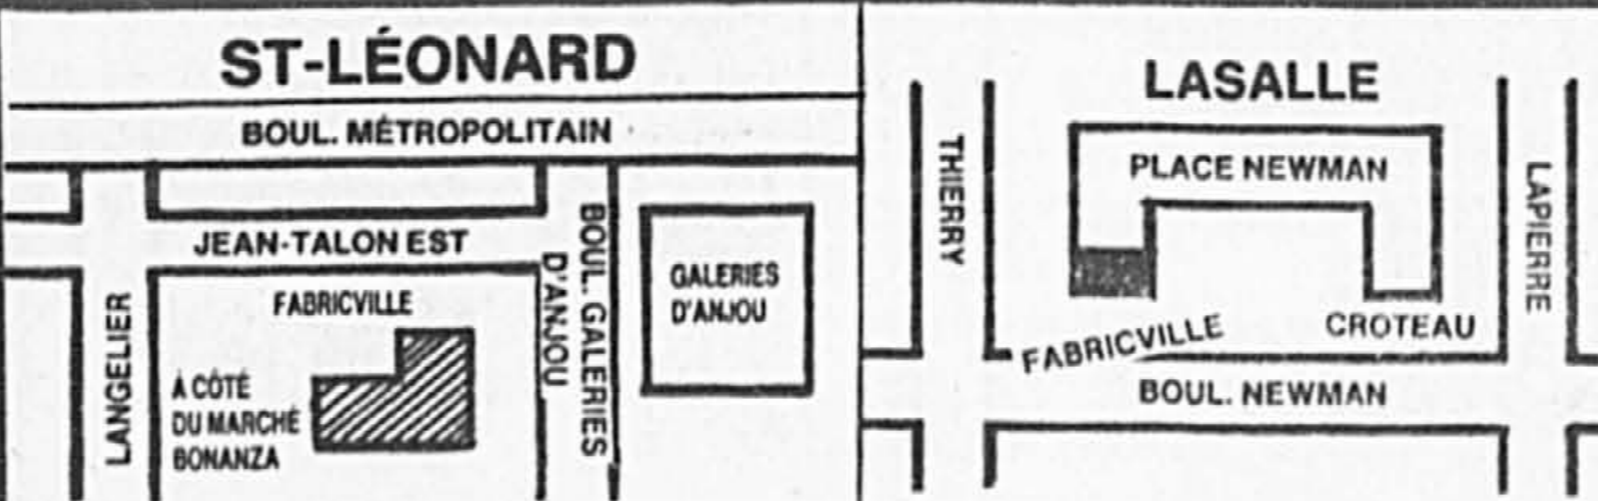 ST-LÉONARD
BOUL. MÉTROPOLITAIN
JEAN-TALON EST
LANGELIER
FABRICVILLE
À CÔTÉ
DU MARCHÉ
BONANZA
BOUL. GALERIES
D'ANJOU
GALERIES
D'ANJOU
LASALLE
THIERRY
PLACE NEWMAN
LAPIERRE
FABRICVILLE
CROTEAU
BOUL. NEWMAN